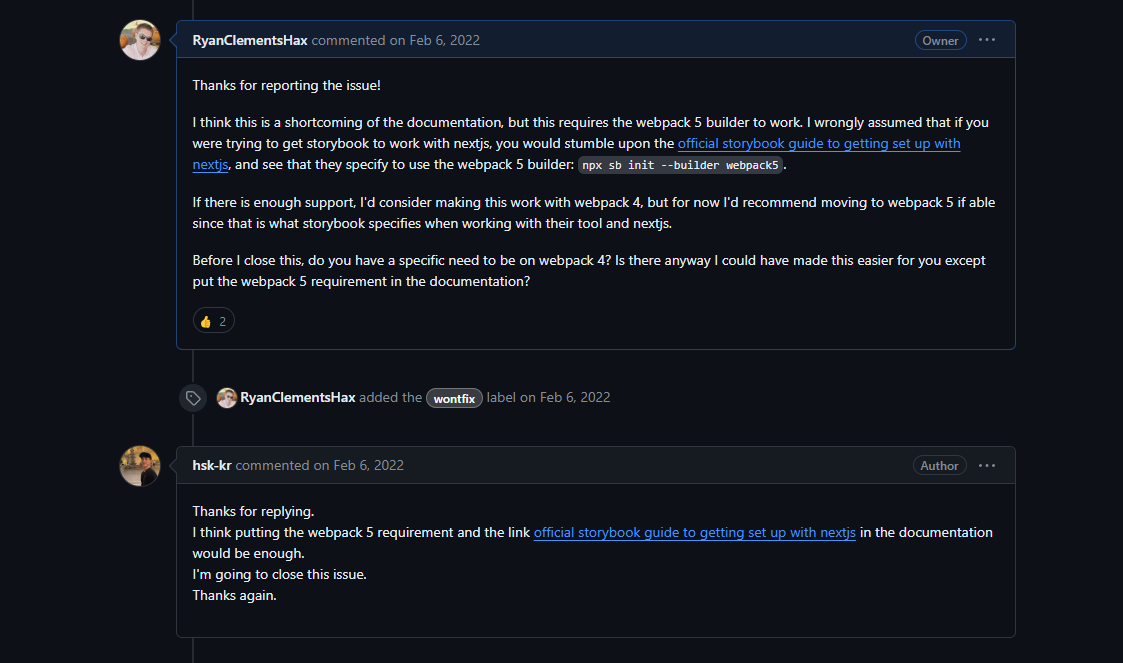 RyanClementsHax commented on Feb 6, 2022 Owner ...
Thanks for reporting the issue!
I think this is a shortcoming of the documentation, but this requires the webpack 5 builder to work. I wrongly assumed that if you
were trying to get storybook to work with nextjs, you would stumble upon the official storybook guide to getting set up with
nextjs, and see that they specify to use the webpack 5 builder: npx sb init --builder webpack5.
If there is enough support, I'd consider making this work with webpack 4, but for now I'd recommend moving to webpack 5 if able
since that is what storybook specifies when working with their tool and nextjs.
Before I close this, do you have a specific need to be on webpack 4? Is there anyway I could have made this easier for you except
put the webpack 5 requirement in the documentation?
👍 2
RyanClementsHax added the wontfix label on Feb 6, 2022
hsk-kr commented on Feb 6, 2022 Author ...
Thanks for replying.
I think putting the webpack 5 requirement and the link official storybook guide to getting set up with nextjs in the documentation
would be enough.
I'm going to close this issue.
Thanks again.